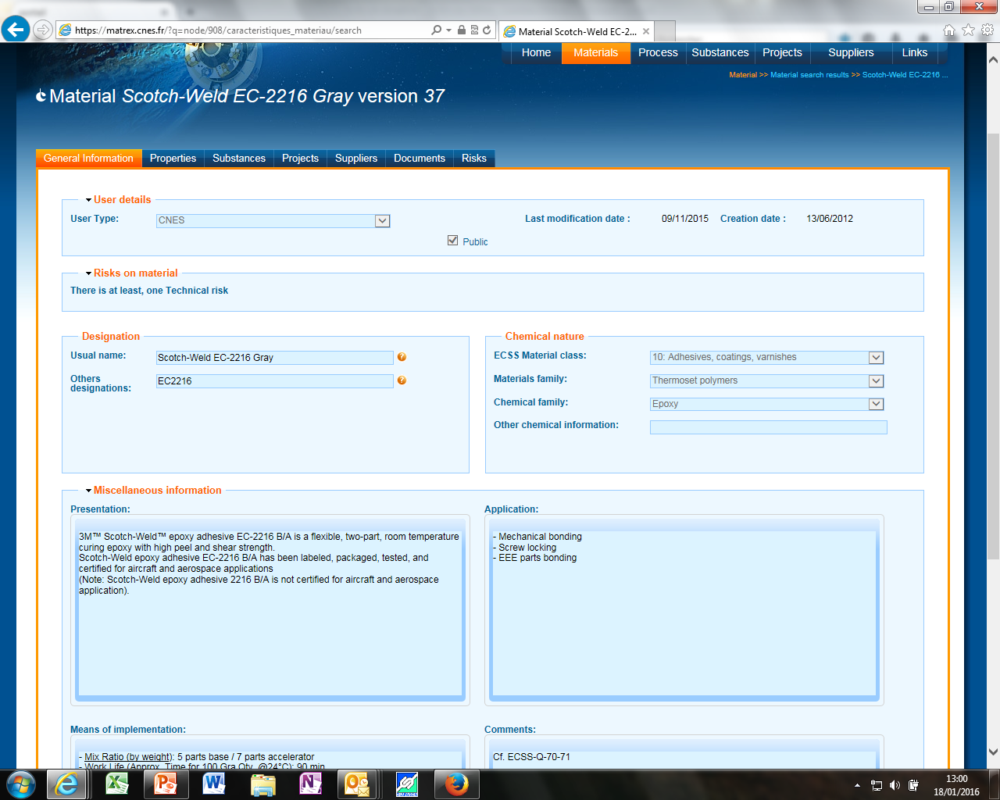 https://matrex.cnes.fr/?q=node/908/caracteristiques_materiau/search
Material Scotch-Weld EC-2...
Home Materials Process Substances Projects Suppliers Links
Material >> Material search results >> Scotch-Weld EC-2216 ...
Material Scotch-Weld EC-2216 Gray version 37
General Information Properties Substances Projects Suppliers Documents Risks
User details
User Type: CNES Last modification date : 09/11/2015 Creation date : 13/06/2012
Public
Risks on material
There is at least, one Technical risk
Designation
Usual name: Scotch-Weld EC-2216 Gray
Others
designations: EC2216
Chemical nature
ECSS Material class: 10: Adhesives, coatings, varnishes
Materials family: Thermoset polymers
Chemical family: Epoxy
Other chemical information:
Miscellaneous information
Presentation:
3M™ Scotch-Weld™ epoxy adhesive EC-2216 B/A is a flexible, two-part, room temperature
curing epoxy with high peel and shear strength.
Scotch-Weld epoxy adhesive EC-2216 B/A has been labeled, packaged, tested, and
certified for aircraft and aerospace applications
(Note: Scotch-Weld epoxy adhesive 2216 B/A is not certified for aircraft and aerospace
application).
Application:
- Mechanical bonding
- Screw locking
- EEE parts bonding
Means of implementation:
- Mix Ratio (by weight): 5 parts base / 7 parts accelerator
- Work Life (Approx. Time for 100 Gra Qty. @24°C): 90 min
Comments:
Cf. ECSS-Q-70-71
13:00
18/01/2016